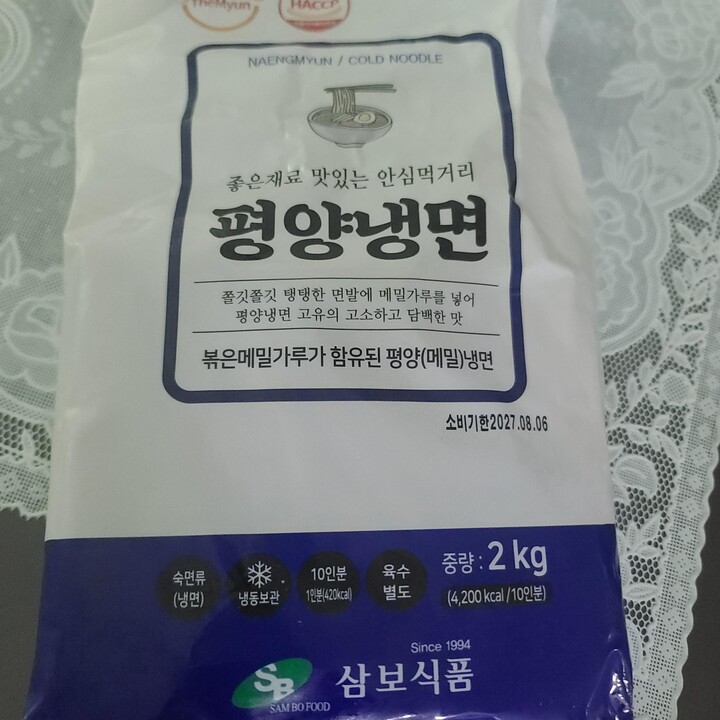 TheMyun
HACCP
NAENGMYUN / COLD NOODLE
좋은재료 맛있는 안심먹거리
평양냉면
쫄깃쫄깃 탱탱한 면발에 메밀가루를 넣어
평양냉면 고유의 고소하고 담백한 맛
볶은메밀가루가 함유된 평양(메밀)냉면
소비기한2027.08.06
숙면류
(냉면)
냉동보관
10인분
1인분(420kcal)
육수
별도
중량 : 2 kg
(4,200 kcal /10인분)
Since 1994
SB
SAM BO FOOD
삼보식품